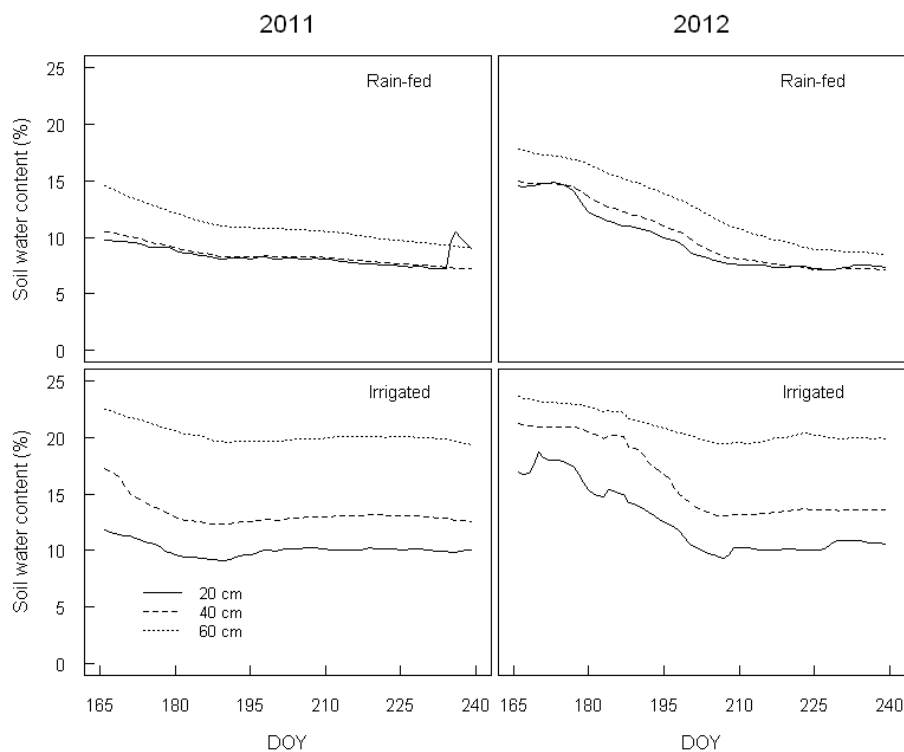 2011 2012
25 Rain-fed Rain-fed
20
15
10
5
0
Soil water content (%)
25 Irrigated Irrigated
20
15
10
5
0
Soil water content (%)
20 cm
40 cm
60 cm
165 180 195 210 225 240 165 180 195 210 225 240
DOY DOY